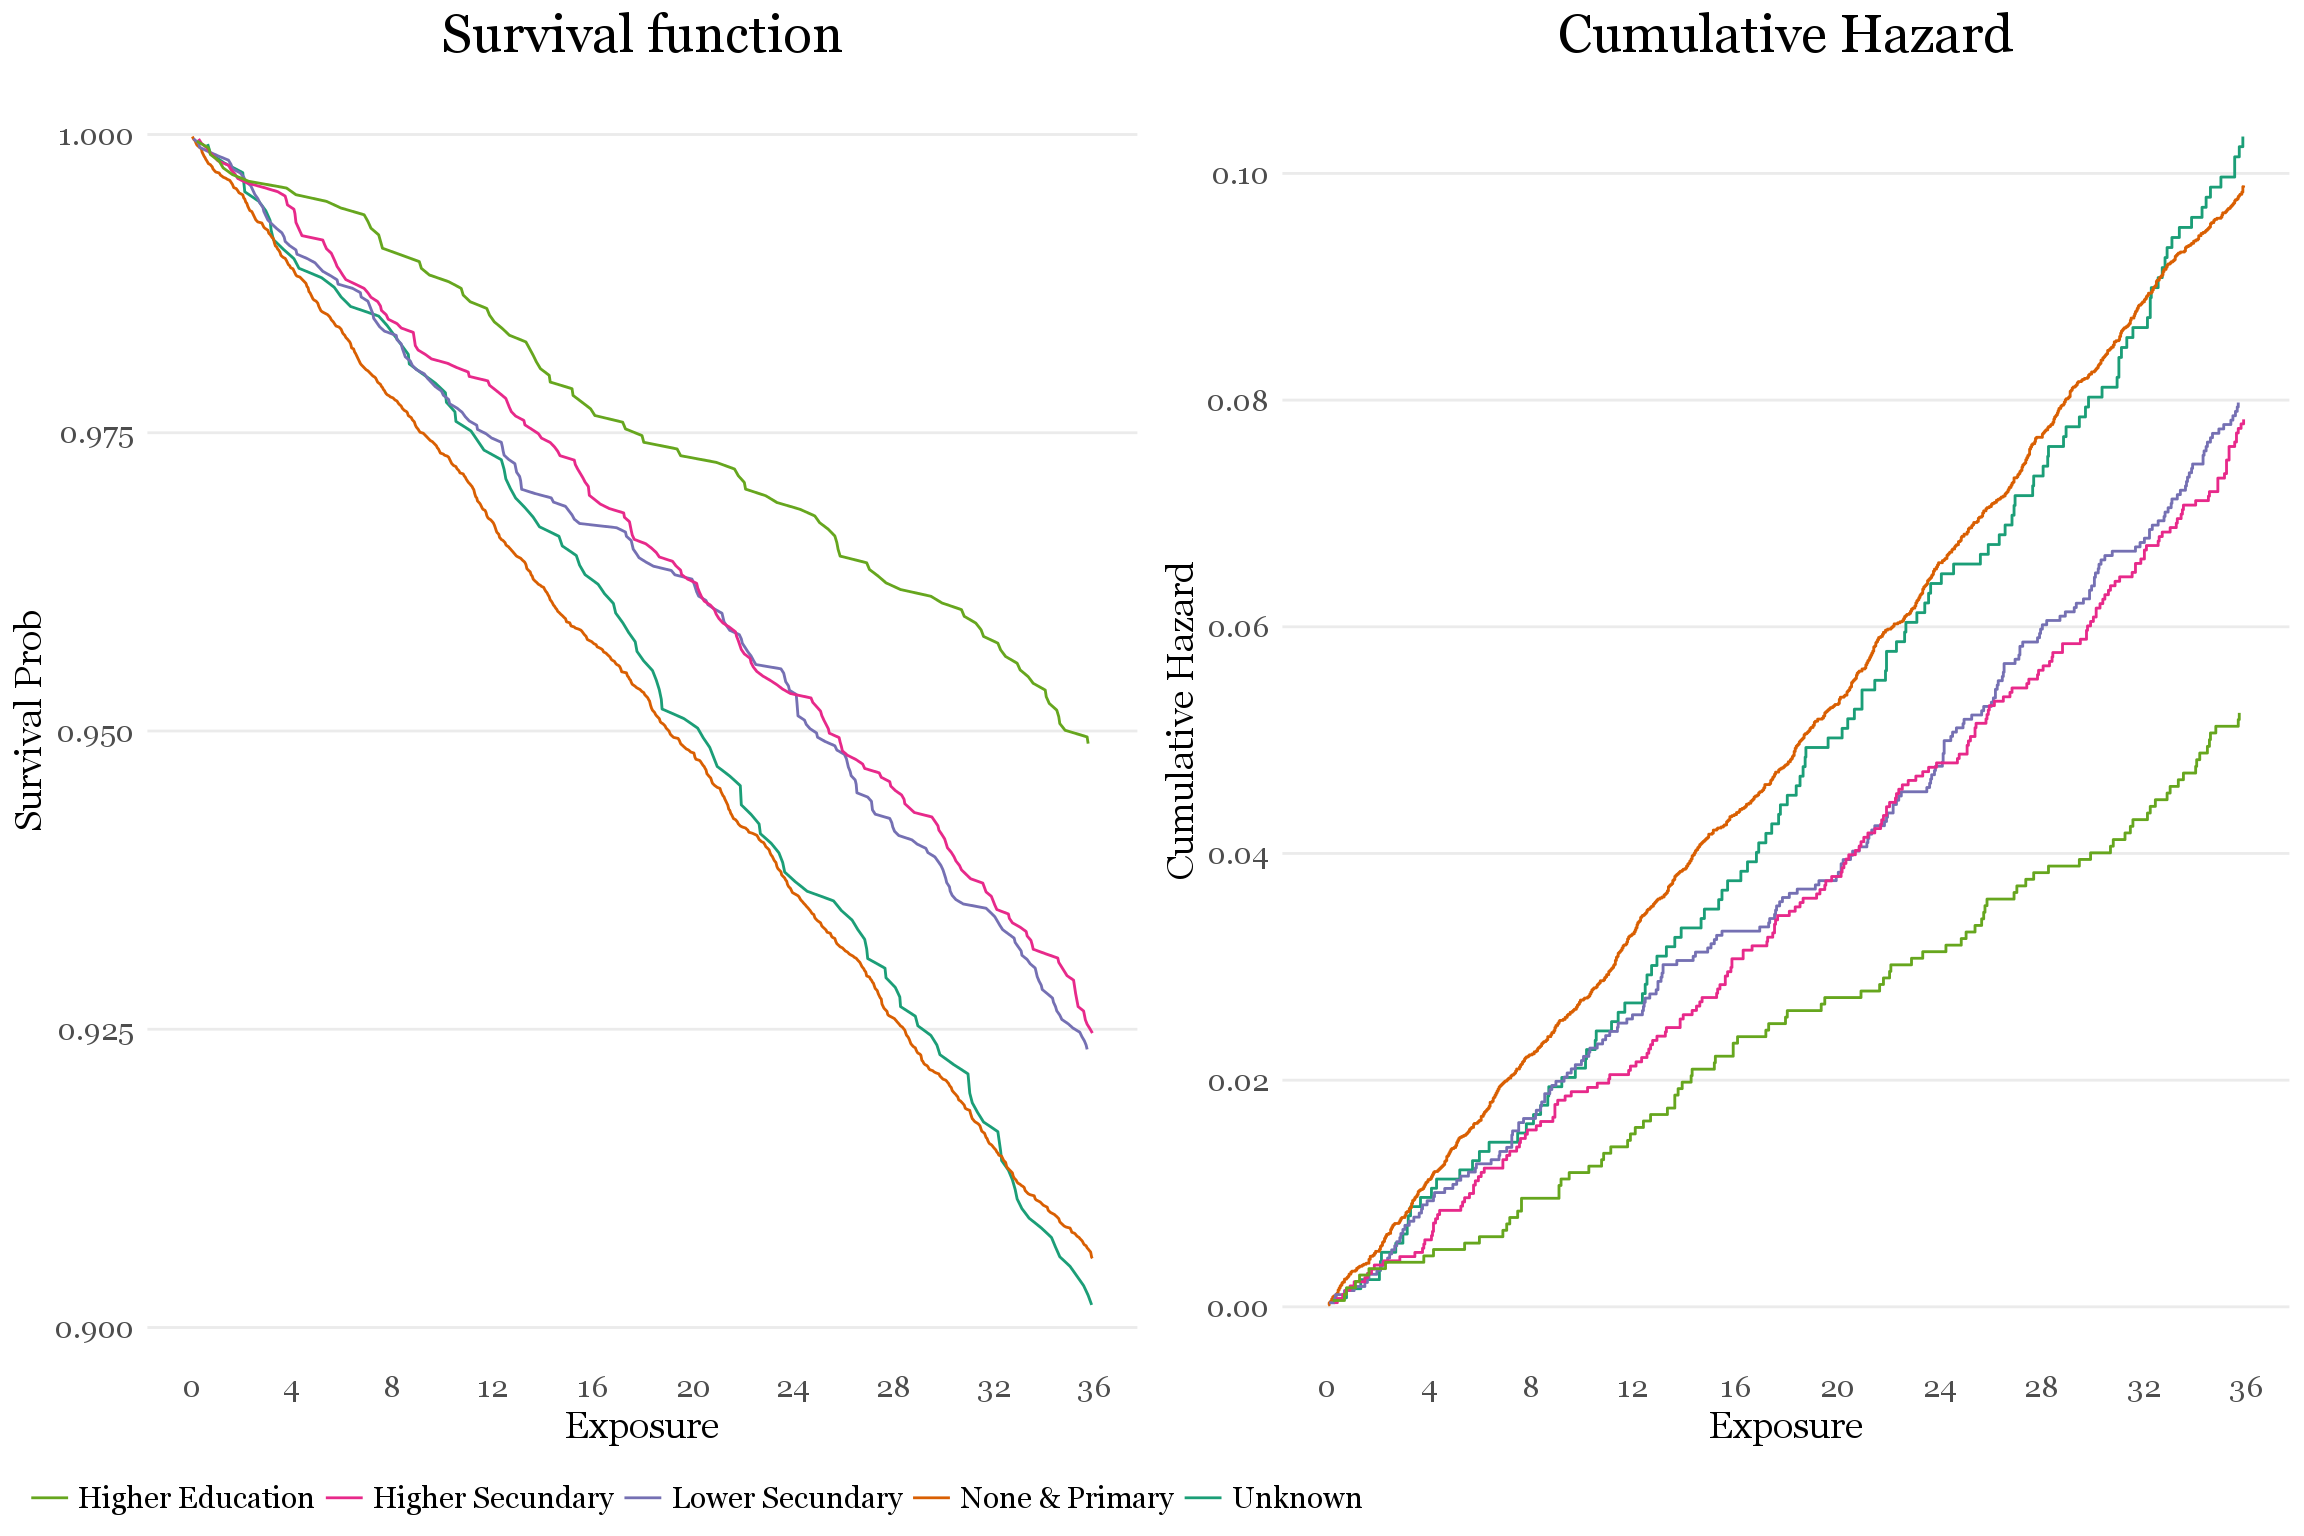 Survival function
Cumulative Hazard
Survival Prob
1.000
0.975
0.950
0.925
0.900
0 4 8 12 16 20 24 28 32 36
Exposure
Cumulative Hazard
0.10
0.08
0.06
0.04
0.02
0.00
0 4 8 12 16 20 24 28 32 36
Exposure
Higher Education Higher Secundary Lower Secundary None & Primary Unknown